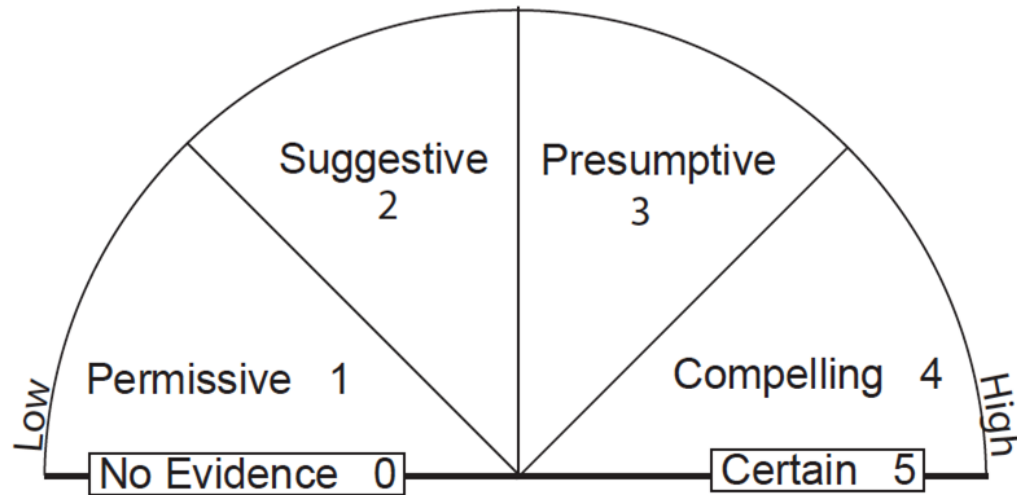 Suggestive
2
Presumptive
3
Permissive 1
Compelling 4
Low
High
No Evidence 0
Certain 5